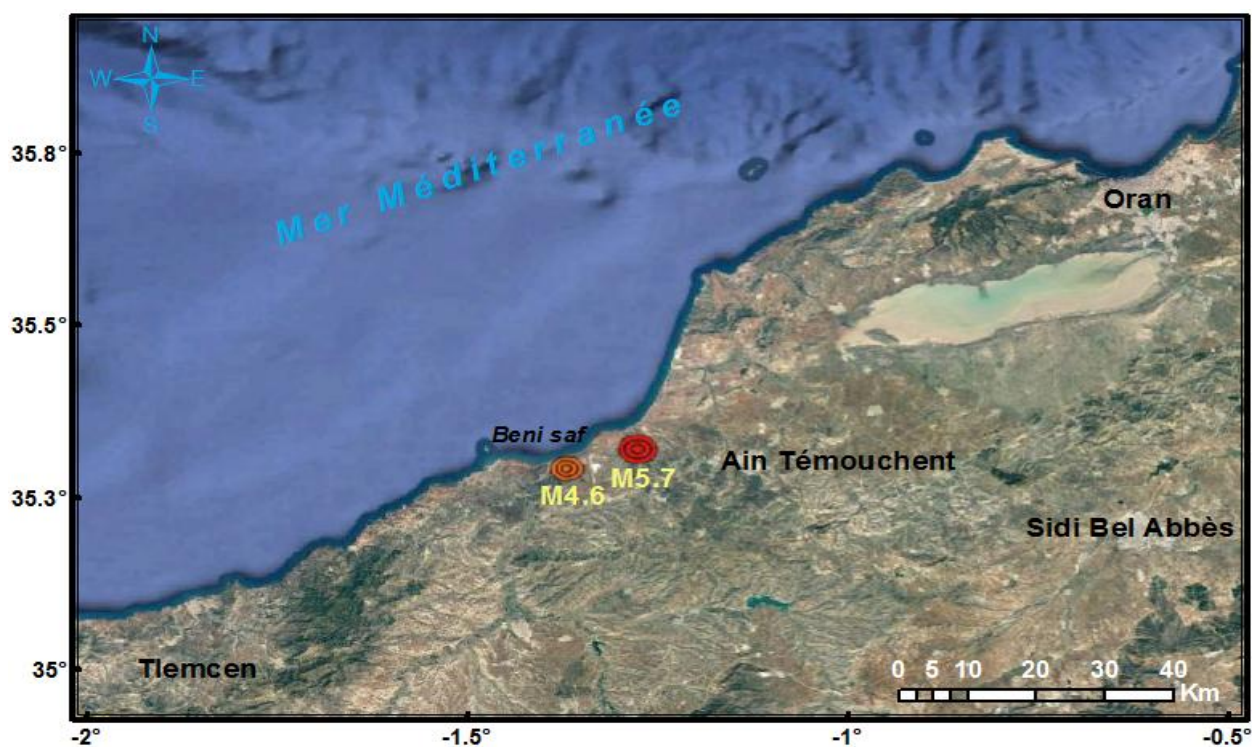 N
W E
S
Mer Méditerranée
35.8°
Oran
35.5°
Beni saf
Ain Témouchent
M4.6
M5.7
35.3°
Sidi Bel Abbès
Tlemcen
35°
0 5 10 20 30 40
Km
-2° -1.5° -1° -0.5°